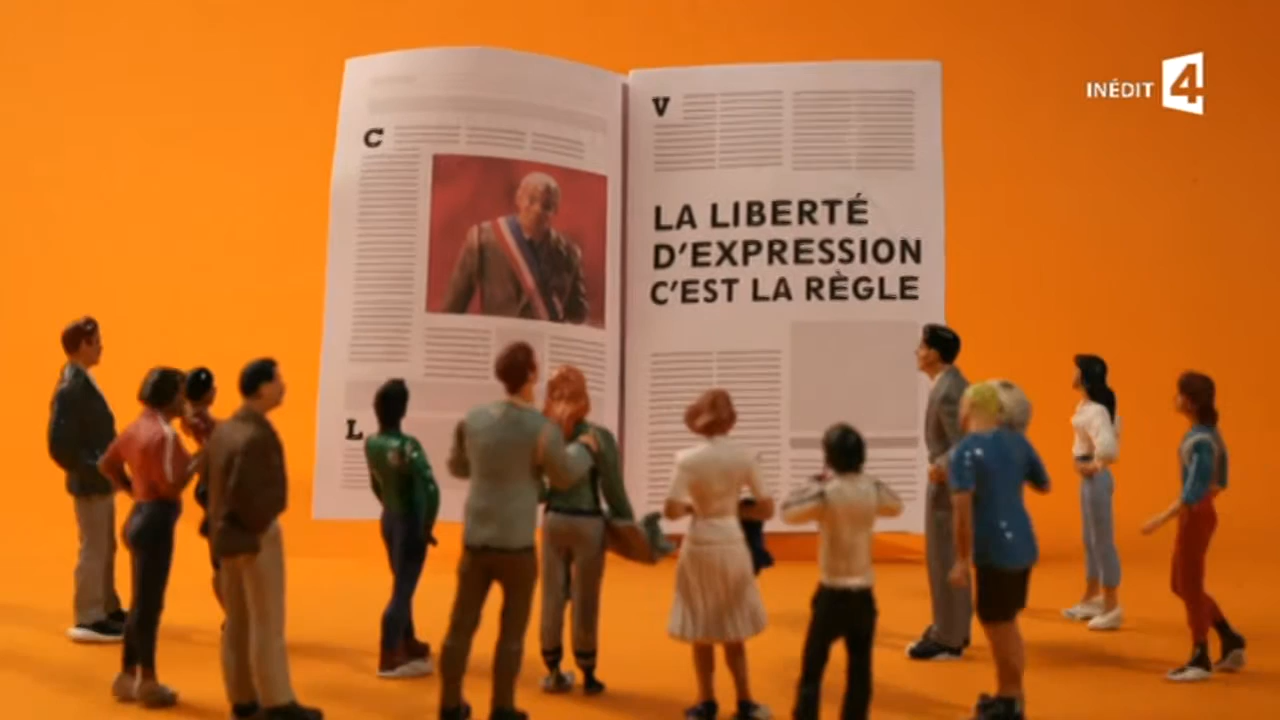 C
L
V
LA LIBERTÉ
D'EXPRESSION
C'EST LA RÈGLE
INÉDIT 4